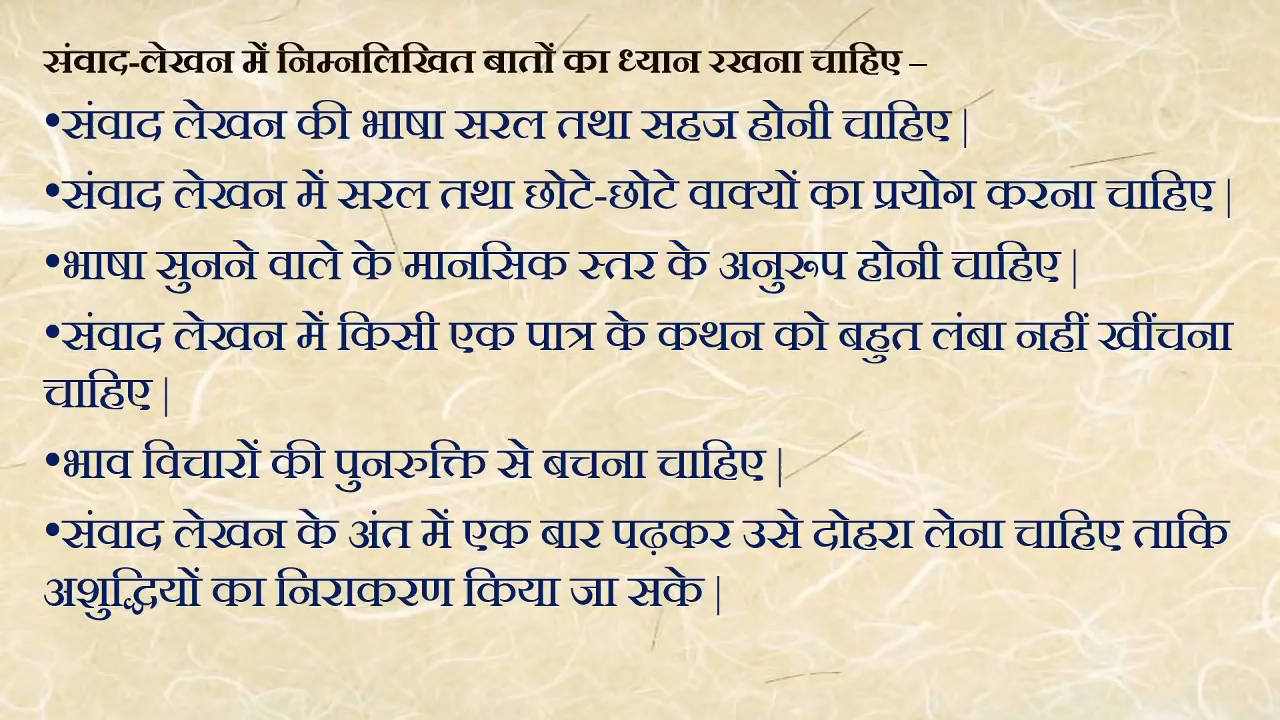 संवाद-लेखन में निम्नलिखित बातों का ध्यान रखना चाहिए –
•संवाद लेखन की भाषा सरल तथा सहज होनी चाहिए |
•संवाद लेखन में सरल तथा छोटे-छोटे वाक्यों का प्रयोग करना चाहिए |
•भाषा सुनने वाले के मानसिक स्तर के अनुरूप होनी चाहिए |
•संवाद लेखन में किसी एक पात्र के कथन को बहुत लंबा नहीं खींचना
चाहिए |
•भाव विचारों की पुनरुक्ति से बचना चाहिए |
•संवाद लेखन के अंत में एक बार पढ़कर उसे दोहरा लेना चाहिए ताकि
अशुद्धियों का निराकरण किया जा सके |